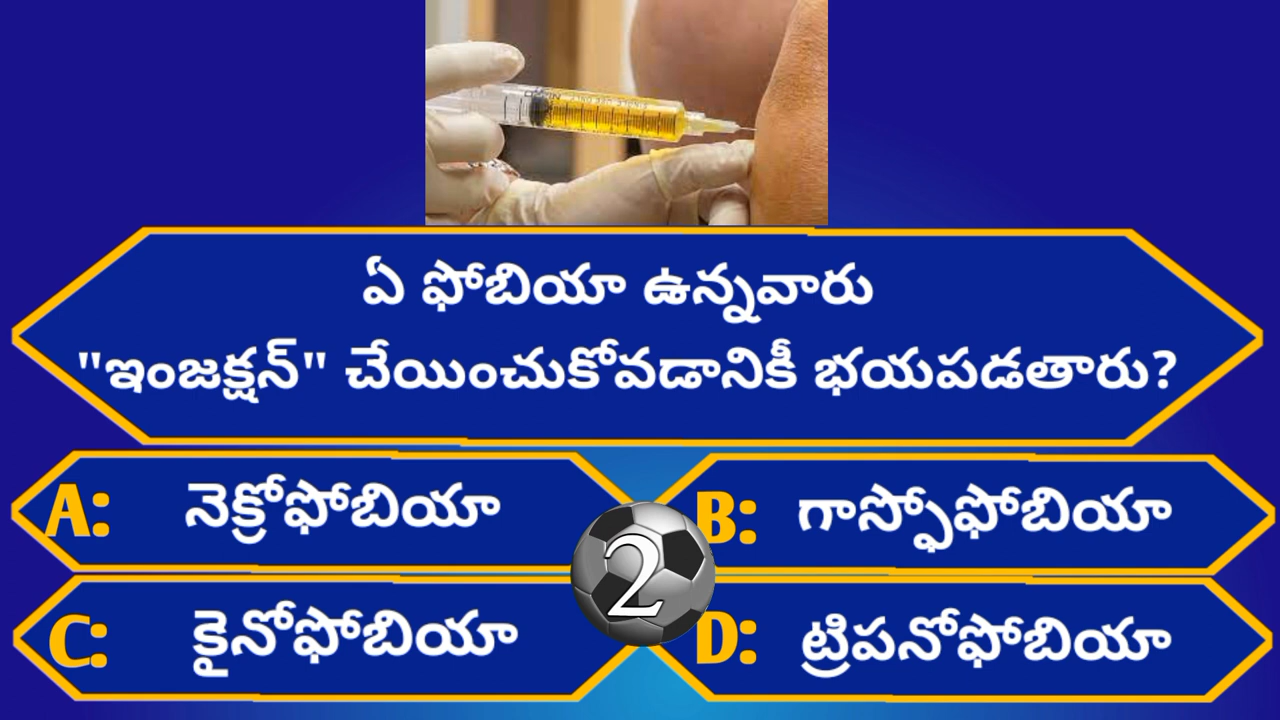 ఏ ఫోబియా ఉన్నవారు
"ఇంజక్షన్" చేయించుకోవడానికీ భయపడతారు?
A: నెక్రోఫోబియా
B: గాస్ఫోఫోబియా
2
C: కైనోఫోబియా
D: ట్రిపనోఫోబియా